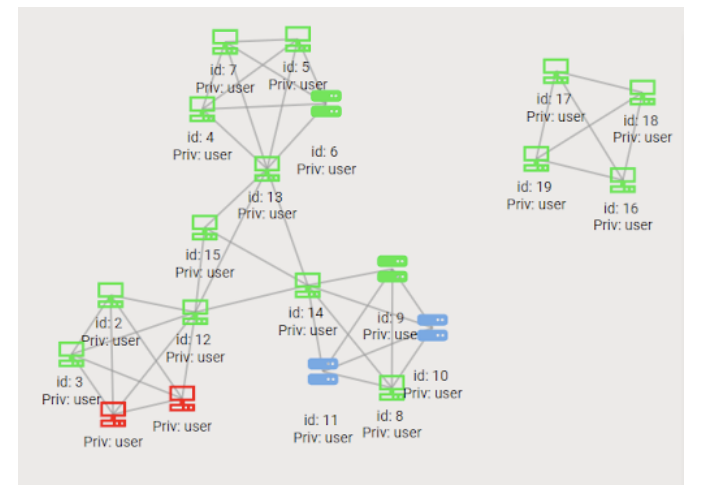 id: 7
Priv: user
id: 5
Priv: user
id: 4
Priv: user
id: 6
Priv: user
id: 13
Priv: user
id: 15
Priv: user
id: 14
Priv: user
id: 2
Priv: user
id: 12
Priv: user
id: 3
Priv: user
Priv: user
Priv: user
id: 9
Priv: use
id: 10
Priv: user
id: 11
Priv: user
id: 8
Priv: user
id: 17
Priv: user
id: 18
Priv: user
id: 19
Priv: user
id: 16
Priv: user